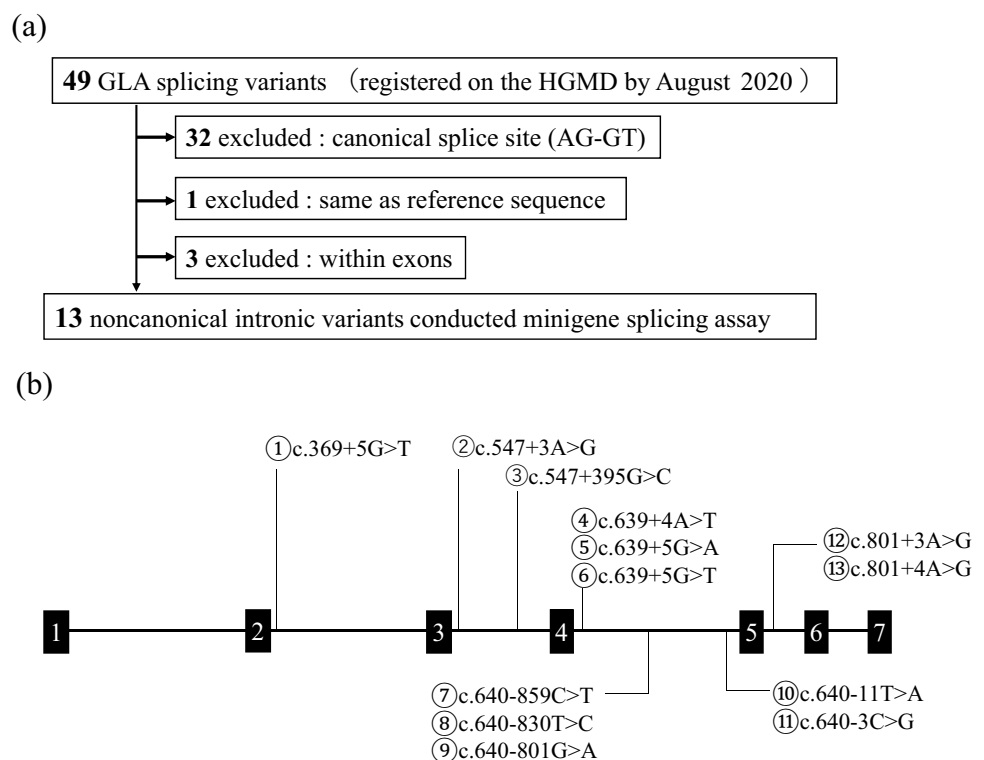 (a)
49 GLA splicing variants （registered on the HGMD by August 2020 ）
32 excluded : canonical splice site (AG-GT)
1 excluded : same as reference sequence
3 excluded : within exons
13 noncanonical intronic variants conducted minigene splicing assay
(b)
①c.369+5G>T
②c.547+3A>G
③c.547+395G>C
④c.639+4A>T
⑤c.639+5G>A
⑥c.639+5G>T
⑫c.801+3A>G
⑬c.801+4A>G
1 2 3 4 5 6 7
⑦c.640-859C>T
⑧c.640-830T>C
⑨c.640-801G>A
⑩c.640-11T>A
⑪c.640-3C>G